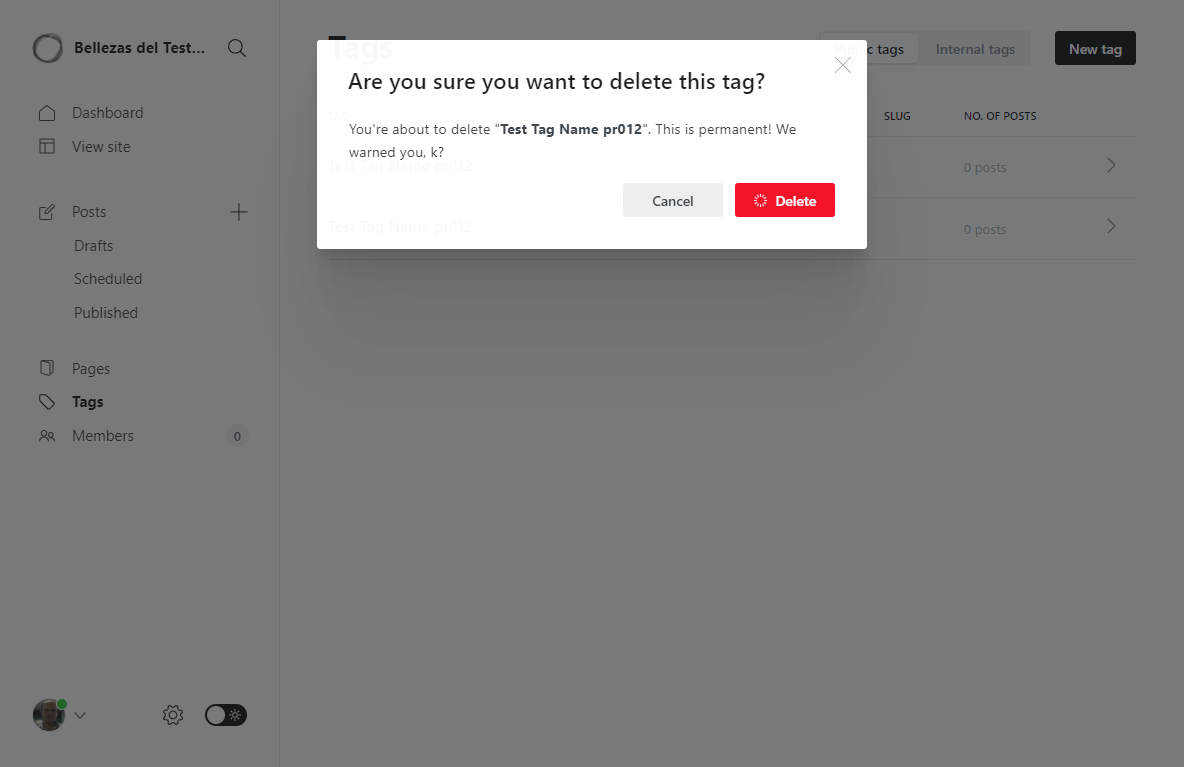 Bellezas del Test...
Dashboard
View site
Posts
Drafts
Scheduled
Published
Pages
Tags
Members
0
Tags
Public tags
Internal tags
New tag
Are you sure you want to delete this tag?
You're about to delete "Test Tag Name pr012". This is permanent! We
warned you, k?
Cancel
Delete
SLUG
NO. OF POSTS
Test Tag Name pr012
0 posts
Test Tag Name pr012
0 posts